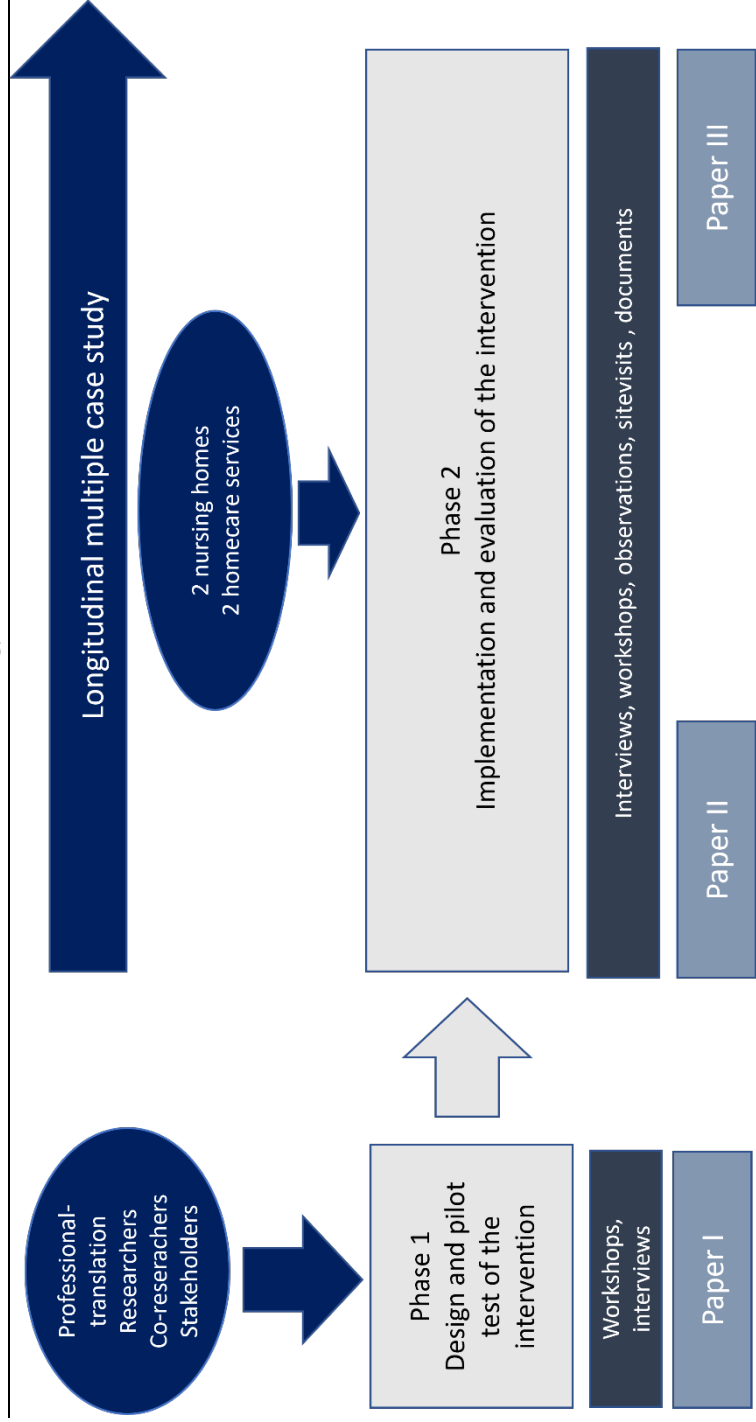 Professional-
translation
Researchers
Co-reserachers
Stakeholders
Longitudinal multiple case study
2 nursing homes
2 homecare services
Phase 1
Design and pilot
test of the
intervention
Phase 2
Implementation and evaluation of the intervention
Workshops,
interviews
Interviews, workshops, observations, sitevisits , documents
Paper I
Paper II
Paper III